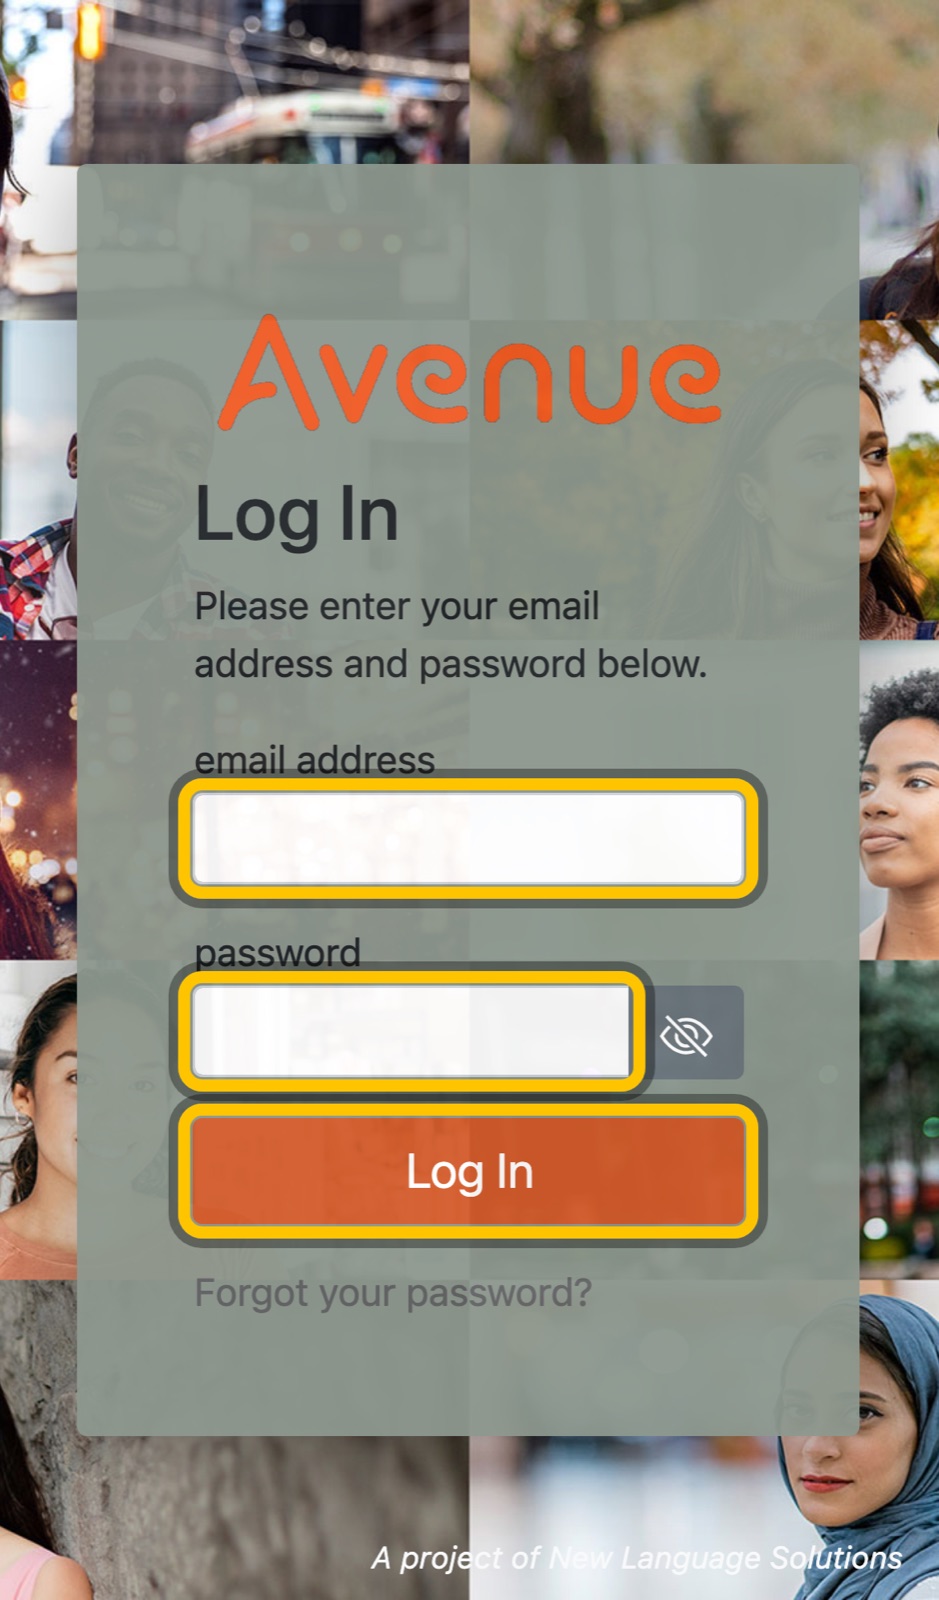 Avenue
Log In
Please enter your email
address and password below.
email address
password
Log In
Forgot your password?
A project of New Language Solutions